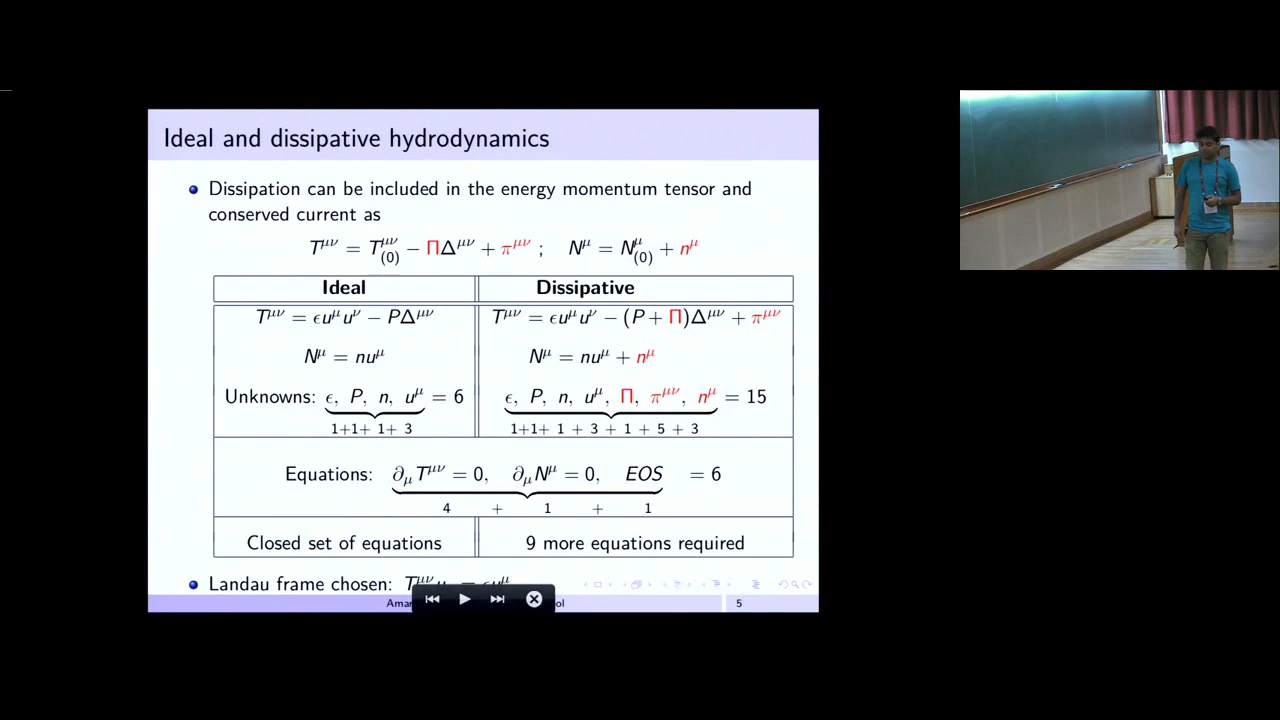 Ideal and dissipative hydrodynamics
Dissipation can be included in the energy momentum tensor and
conserved current as
T^{μν} = T^{μν}_{(0)} − ΠΔ^{μν} + π^{μν} ;   N^μ = N^μ_{(0)} + n^μ
Ideal   Dissipative
T^{μν} = ϵu^μu^ν − PΔ^{μν}   T^{μν} = ϵu^μu^ν − (P + Π)Δ^{μν} + π^{μν}
N^μ = nu^μ   N^μ = nu^μ + n^μ
Unknowns: ϵ, P, n, u^μ = 6   ϵ, P, n, u^μ, Π, π^{μν}, n^μ = 15
1+1+ 1+ 3   1+1+ 1 + 3 + 1 + 5 + 3
Equations: ∂_μT^{μν} = 0, ∂_μN^μ = 0, EOS = 6
4 + 1 + 1
Closed set of equations   9 more equations required
Landau frame chosen:
5